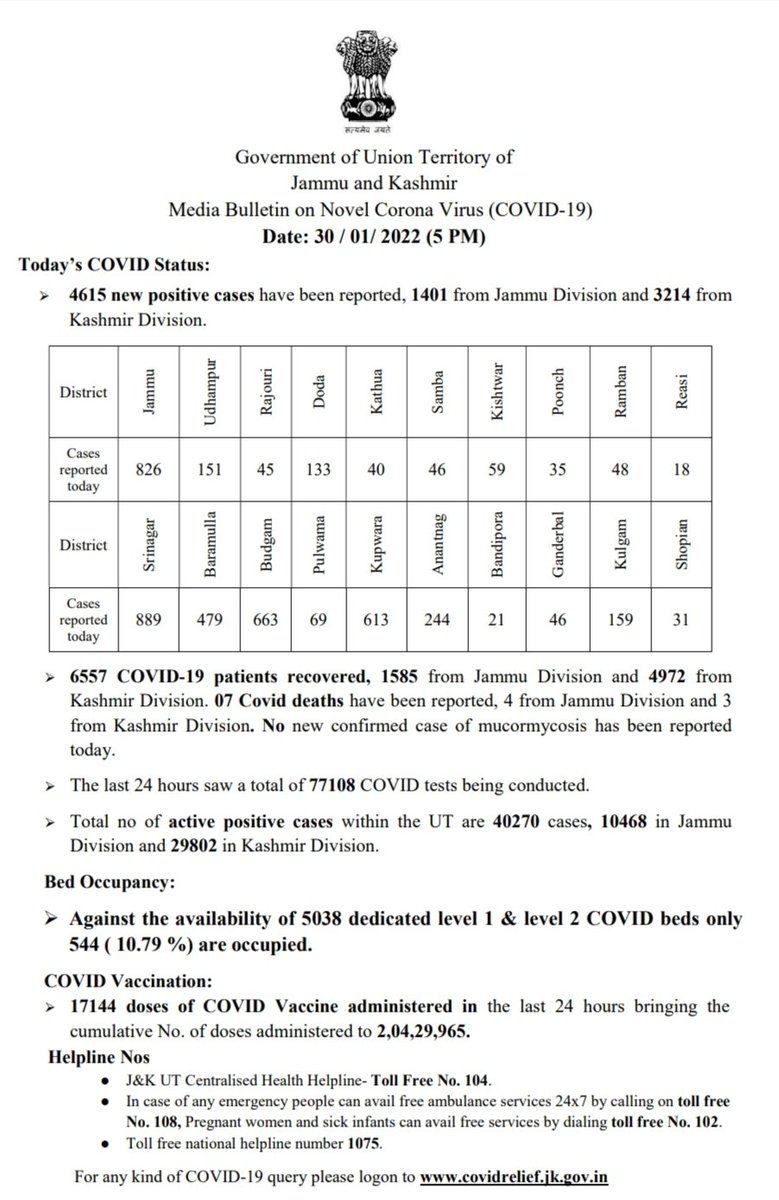 सत्यमेव जयते
Government of Union Territory of
Jammu and Kashmir
Media Bulletin on Novel Corona Virus (COVID-19)
Date: 30 / 01/ 2022 (5 PM)
Today’s COVID Status:
➢ 4615 new positive cases have been reported, 1401 from Jammu Division and 3214 from
Kashmir Division.
District Jammu Udhampur Rajouri Doda Kathua Samba Kishtwar Poonch Ramban Reasi
Cases
reported
today
826 151 45 133 40 46 59 35 48 18
District Srinagar Baramulla Budgam Pulwama Kupwara Anantnag Bandipora Ganderbal Kulgam Shopian
Cases
reported
today
889 479 663 69 613 244 21 46 159 31
➢ 6557 COVID-19 patients recovered, 1585 from Jammu Division and 4972 from
Kashmir Division. 07 Covid deaths have been reported, 4 from Jammu Division and 3
from Kashmir Division. No new confirmed case of mucormycosis has been reported
today.
➢ The last 24 hours saw a total of 77108 COVID tests being conducted.
➢ Total no of active positive cases within the UT are 40270 cases, 10468 in Jammu
Division and 29802 in Kashmir Division.
Bed Occupancy:
➢ Against the availability of 5038 dedicated level 1 & level 2 COVID beds only
544 ( 10.79 %) are occupied.
COVID Vaccination:
➢ 17144 doses of COVID Vaccine administered in the last 24 hours bringing the
cumulative No. of doses administered to 2,04,29,965.
Helpline Nos
● J&K UT Centralised Health Helpline- Toll Free No. 104.
● In case of any emergency people can avail free ambulance services 24x7 by calling on toll free
No. 108, Pregnant women and sick infants can avail free services by dialing toll free No. 102.
● Toll free national helpline number 1075.
For any kind of COVID-19 query please logon to www.covidrelief.jk.gov.in